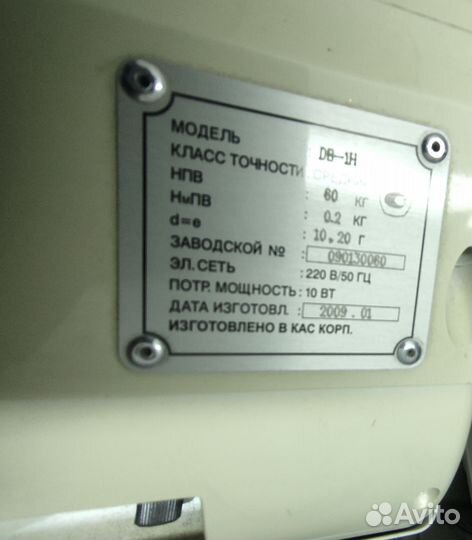 МОДЕЛЬ : DB-1H
КЛАСС ТОЧНОСТИ : СРЕДНИЙ
НПВ : 60 КГ
НмПВ : 0.2 КГ
d=e : 10,20 Г
ЗАВОДСКОЙ № : 090130060
ЭЛ. СЕТЬ : 220 В/50 ГЦ
ПОТР. МОЩНОСТЬ : 10 ВТ
ДАТА ИЗГОТОВЛ. : 2009 . 01
ИЗГОТОВЛЕНО В КАС КОРП.
Avito